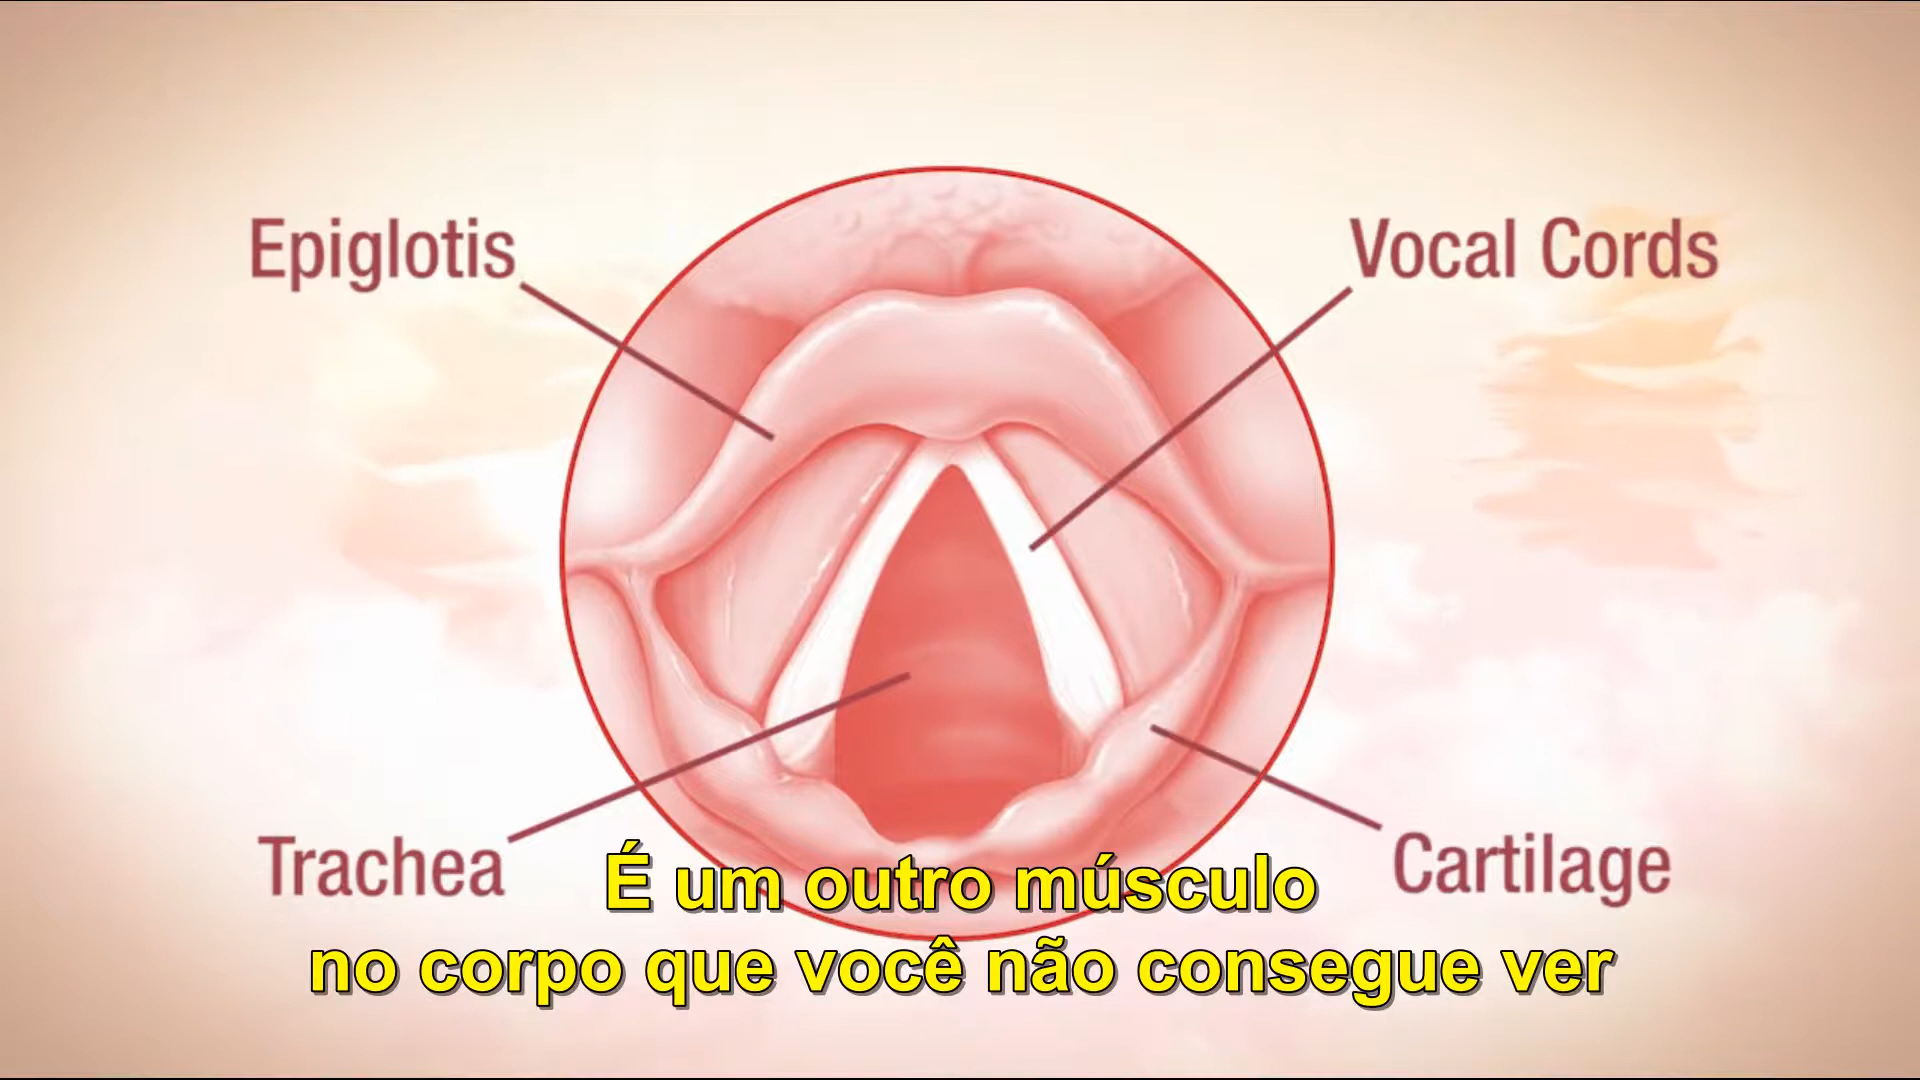 Epiglotis
Vocal Cords
Trachea
Cartilage
É um outro músculo
no corpo que você não consegue ver